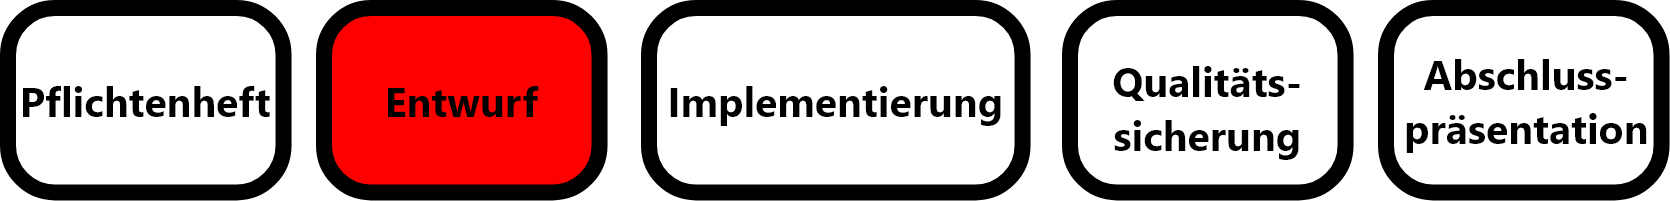 Pflichtenheft
Entwurf
Implementierung
Qualitäts-
sicherung
Abschluss-
präsentation